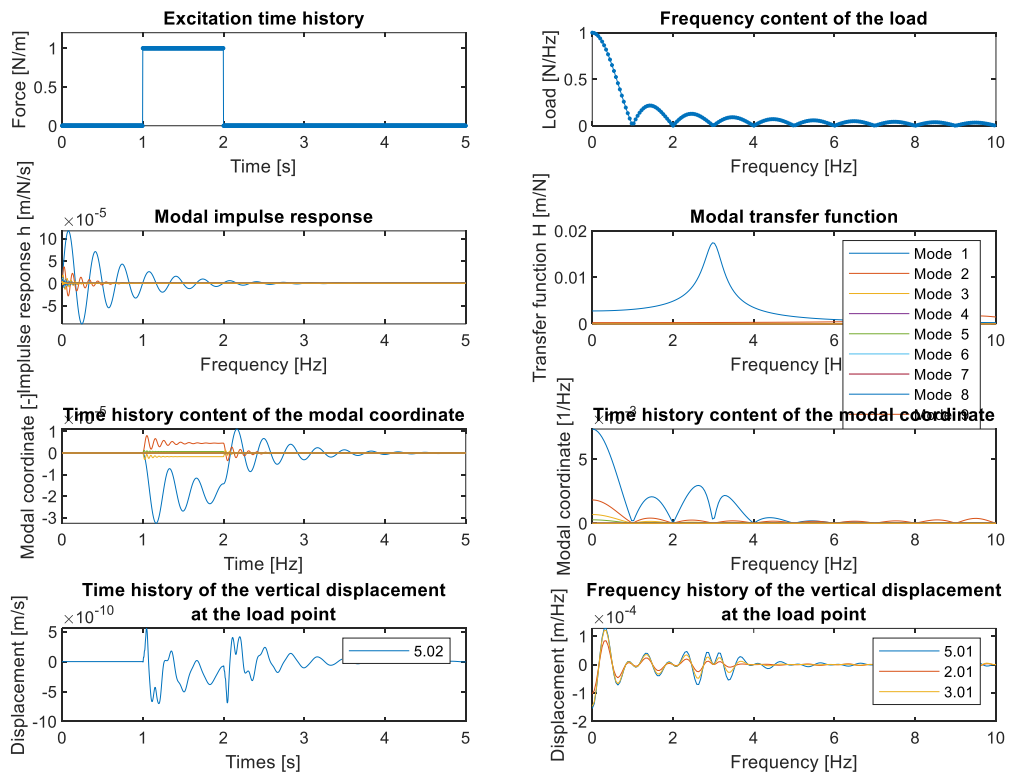 Excitation time history
Force [N/m]
1
0.5
0
0 1 2 3 4 5
Time [s]
Frequency content of the load
Load [N/Hz]
1
0.5
0
0 2 4 6 8 10
Frequency [Hz]
Modal impulse response
Implulse response h [m/N/s]
×10-5
10
5
0
-5
0 1 2 3 4 5
Frequency [Hz]
Modal transfer function
Transfer function H [m/N]
0.02
0.01
0
0 2 4 6 8 10
Frequency [Hz]
Mode 1
Mode 2
Mode 3
Mode 4
Mode 5
Mode 6
Mode 7
Mode 8
Mode 9
Time history content of the modal coordinate
Modal coordinate [-]
1
0
-1
-2
-3
0 1 2 3 4 5
Time [Hz]
Time history content of the modal coordinate
Modal coordinate [1/Hz]
5
0
0 2 4 6 8 10
Frequency [Hz]
Time history of the vertical displacement
at the load point
Displacement [m/s]
×10-10
5
0
-5
-10
0 1 2 3 4 5
Times [s]
5.02
Frequency history of the vertical displacement
at the load point
Displacement [m/Hz]
×10-4
1
0
-1
-2
0 2 4 6 8 10
Frequency [Hz]
5.01
2.01
3.01